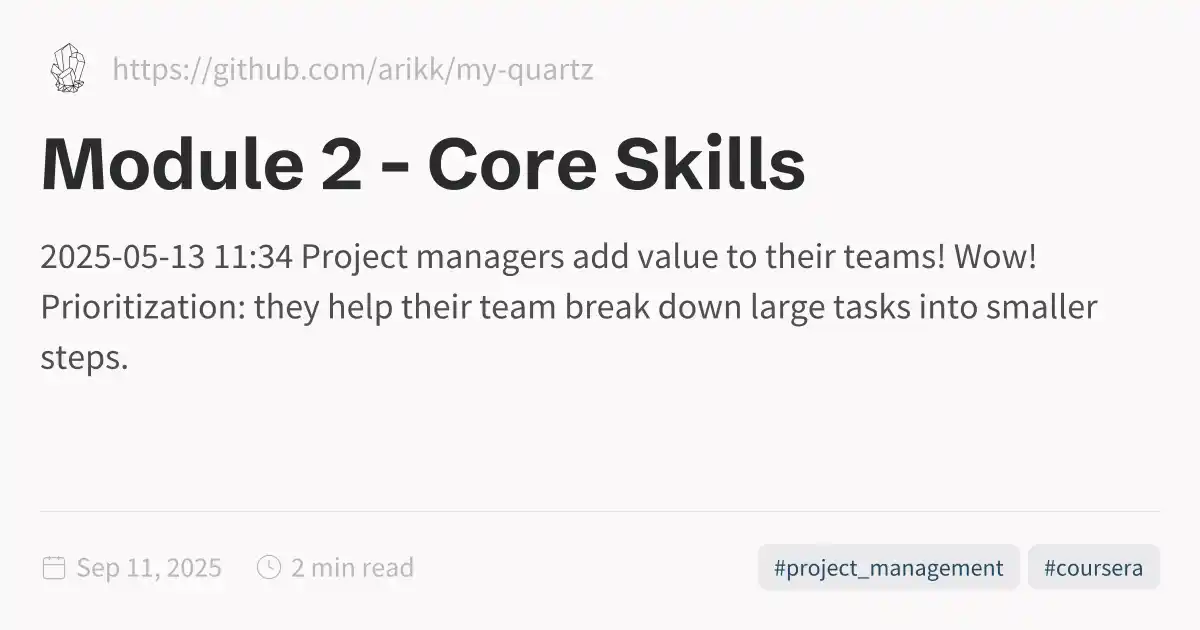 https://github.com/arikk/my-quartz
Module 2 - Core Skills
2025-05-13 11:34 Project managers add value to their teams! Wow!
Prioritization: they help their team break down large tasks into smaller
steps.
Sep 11, 2025 2 min read #project_management #coursera